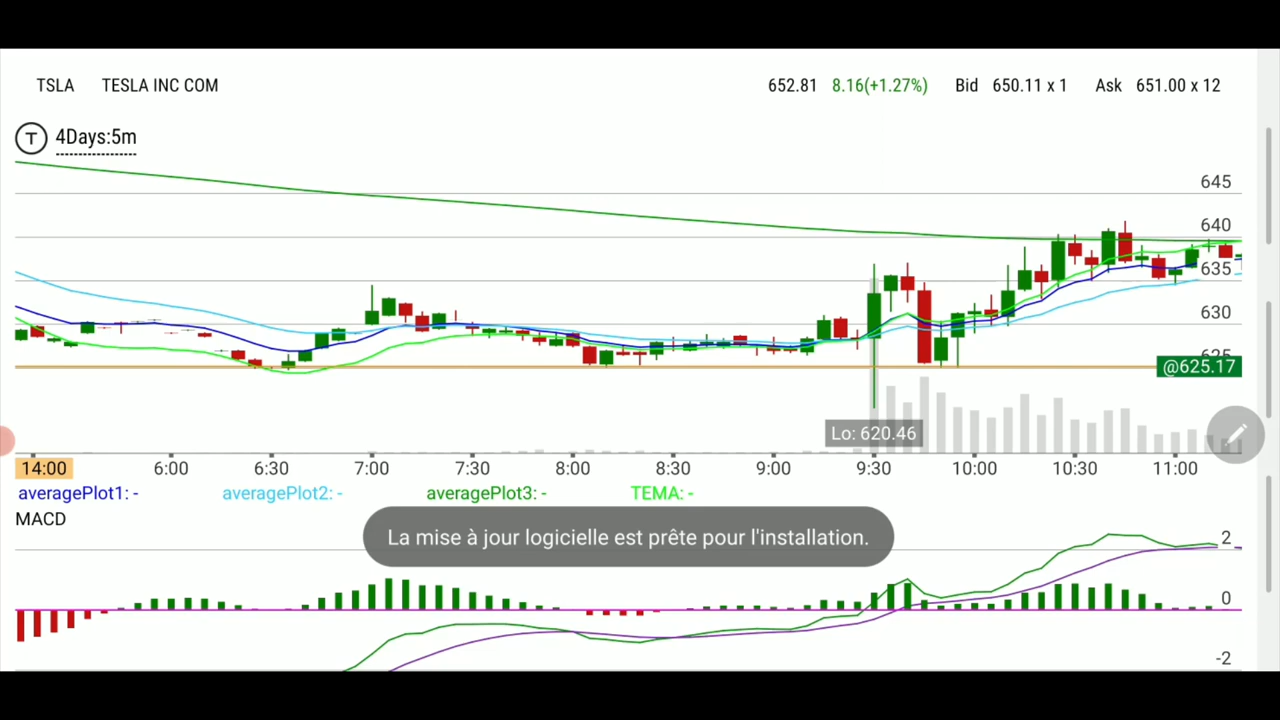 TSLA TESLA INC COM 652.81 8.16(+1.27%) Bid 650.11 x 1 Ask 651.00 x 12
T 4Days:5m
645
640
635
630
625
@625.17
Lo: 620.46
14:00 6:00 6:30 7:00 7:30 8:00 8:30 9:00 9:30 10:00 10:30 11:00
averagePlot1: - averagePlot2: - averagePlot3: - TEMA: -
MACD
La mise à jour logicielle est prête pour l'installation.
2
0
-2